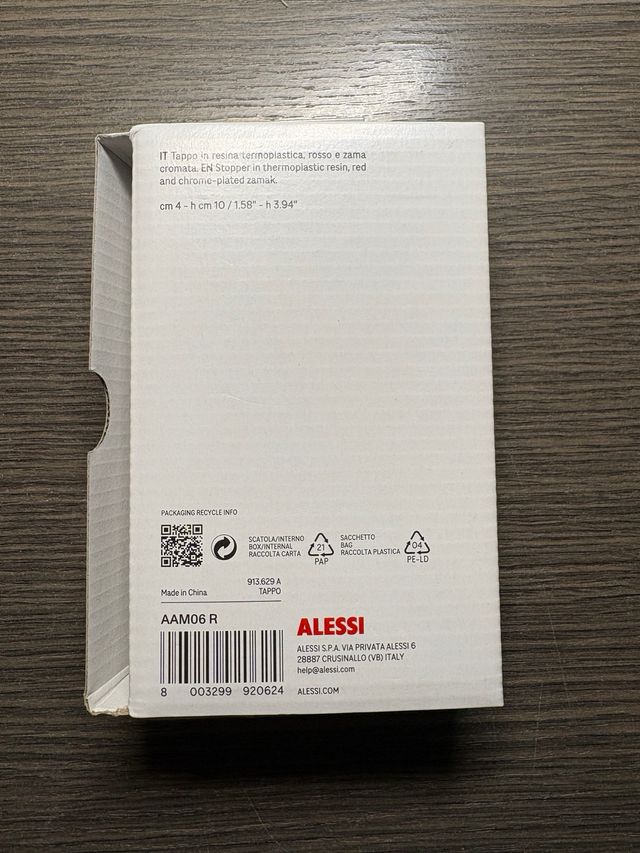 IT Tappo in resina termoplastica, rosso e zama
cromata. EN Stopper in thermoplastic resin, red
and chrome-plated zamak.
cm 4 - h cm 10 / 1.58" - h 3.94"
PACKAGING RECYCLE INFO
SCATOLA/INTERNO
BOX/INTERNAL
RACCOLTA CARTA
21
PAP
SACCHETTO
BAG
RACCOLTA PLASTICA
04
PE-LD
913.629 A
Made in China TAPPO
AAM06 R
8 003299 920624
ALESSI
ALESSI S.P.A. VIA PRIVATA ALESSI 6
28887 CRUSINALLO (VB) ITALY
help@alessi.com
ALESSI.COM